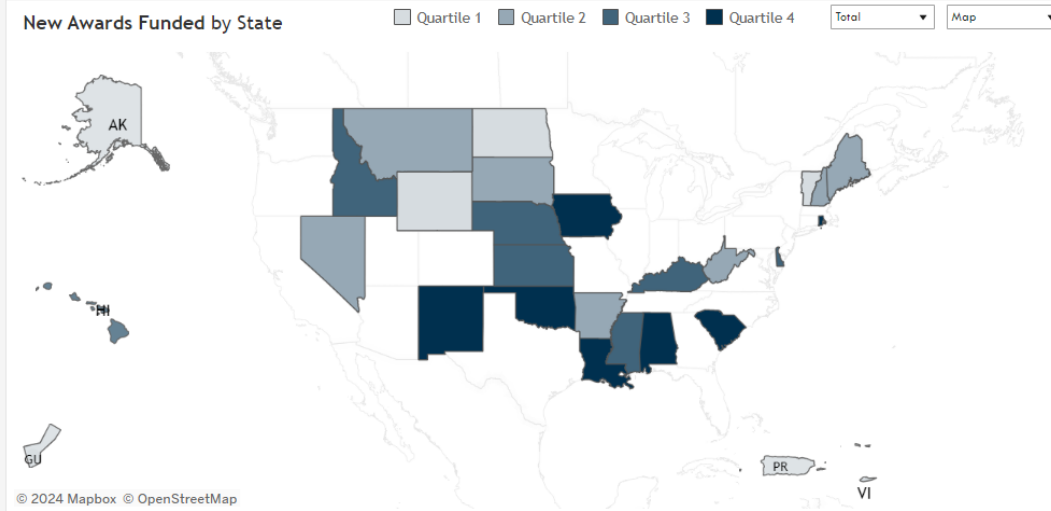 New Awards Funded by State
Quartile 1 Quartile 2 Quartile 3 Quartile 4
Total
Map
AK
HI
GU
PR
VI
© 2024 Mapbox © OpenStreetMap